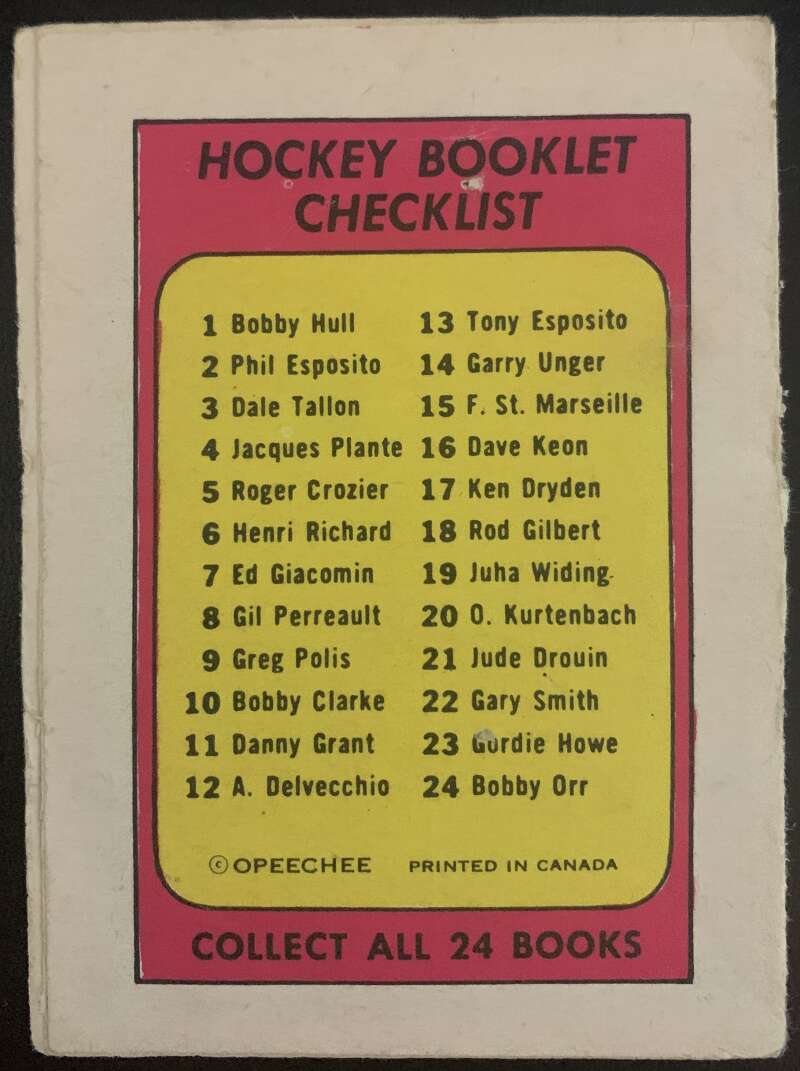 HOCKEY BOOKLET
CHECKLIST
1 Bobby Hull
2 Phil Esposito
3 Dale Tallon
4 Jacques Plante
5 Roger Crozier
6 Henri Richard
7 Ed Giacomin
8 Gil Perreault
9 Greg Polis
10 Bobby Clarke
11 Danny Grant
12 A. Delvecchio
13 Tony Esposito
14 Garry Unger
15 F. St. Marseille
16 Dave Keon
17 Ken Dryden
18 Rod Gilbert
19 Juha Widing
20 O. Kurtenbach
21 Jude Drouin
22 Gary Smith
23 Gordie Howe
24 Bobby Orr
©OPEECHEE PRINTED IN CANADA
COLLECT ALL 24 BOOKS